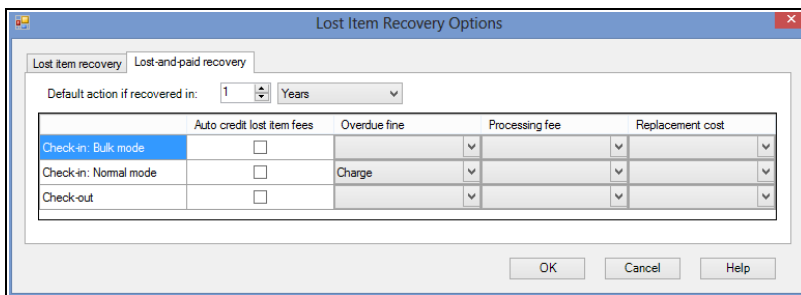 Lost Item Recovery Options
Lost item recovery Lost-and-paid recovery
Default action if recovered in: 1 Years
Auto credit lost item fees Overdue fine Processing fee Replacement cost
Check-in: Bulk mode
Check-in: Normal mode Charge
Check-out
OK Cancel Help